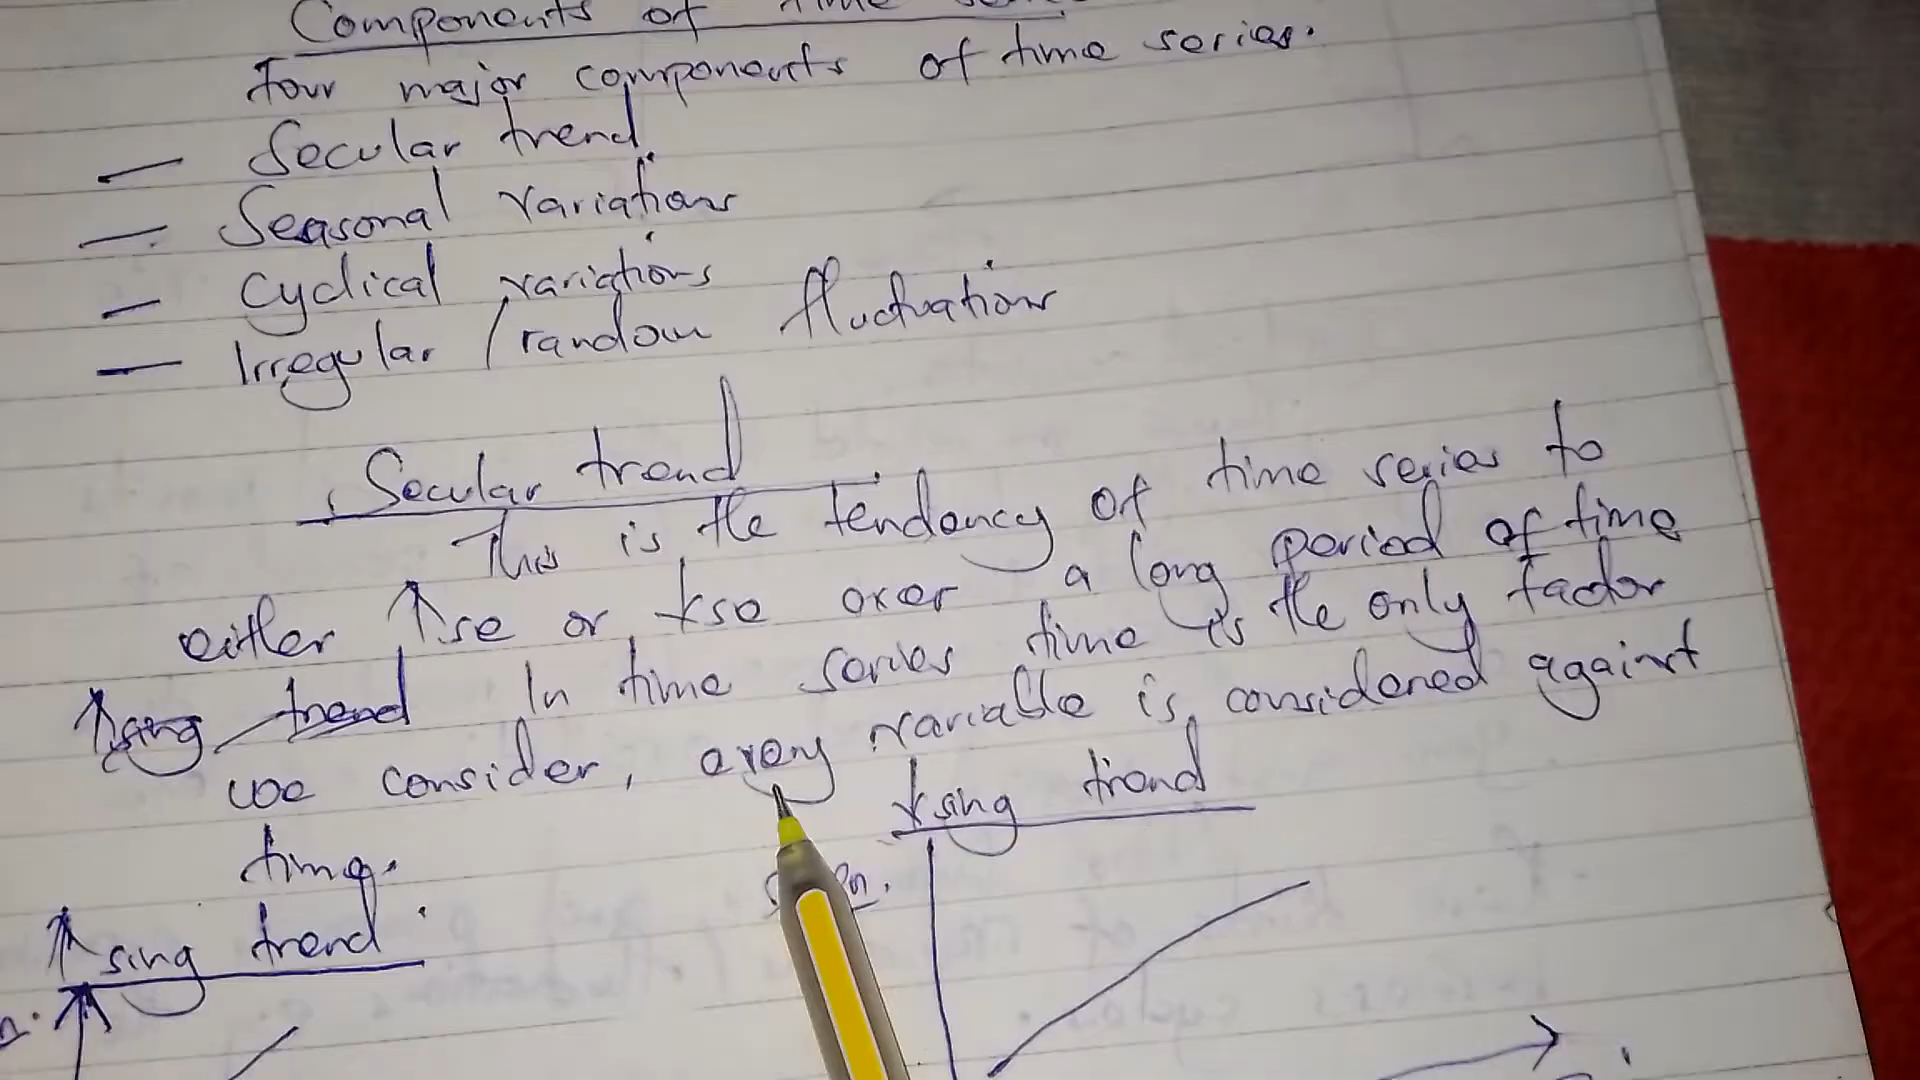 Components of time series
Four major components of time series.
— Secular trend
— Seasonal variations
— Cyclical variations
— Irregular / random fluctuations
Secular trend
This is the tendency of time series to
either ↑se or ↓se over a long period of time
↑sing trend In time series time is the only factor
we consider, every variable is considered against
time.
↓sing trend
↑sing trend
n.